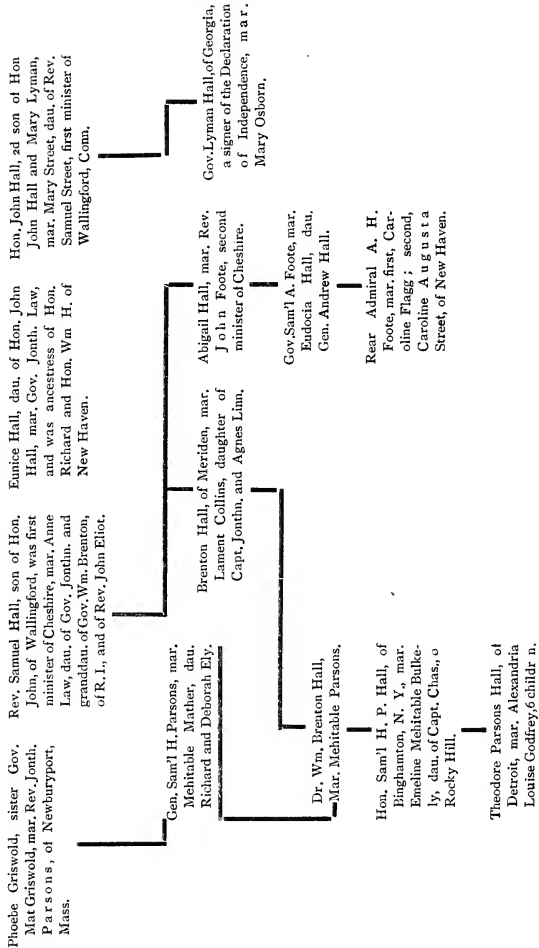 Phoebe Griswold, sister Gov.
Mat Griswold, mar. Rev. Jonth.
Parsons, of Newburyport,
Mass.
Rev. Samuel Hall, son of Hon.
John, of Wallingford, was first
minister of Cheshire, mar. Anne
Law, dau. of Gov. Jonthn. and
granddau. of Gov. Wm. Brenton,
of R. I., and of Rev. John Eliot.
Eunice Hall, dau. of Hon. John
Hall, mar. Gov. Jonth. Law,
and was ancestress of Hon.
Richard and Hon. Wm H. of
New Haven.
Hon. John Hall, 2d son of Hon
John Hall and Mary Lyman,
mar. Mary Street, dau. of Rev.
Samuel Street, first minister of
Wallingford, Conn.
Gen. Sam'l H. Parsons, mar.
Mehitable Mather, dau.
Richard and Deborah Ely.
Brenton Hall, of Meriden, mar.
Lament Collins, daughter of
Capt. Jonthn. and Agnes Linn.
Abigail Hall, mar. Rev.
John Foote, second
minister of Cheshire.
Gov. Lyman Hall, of Georgia,
a signer of the Declaration
of Independence, mar.
Mary Osborn.
Dr. Wm. Brenton Hall,
Mar. Mehitable Parsons.
Gov. Sam'l A. Foote, mar.
Eudocia Hall, dau.
Gen. Andrew Hall.
Hon. Sam'l H. P. Hall, of
Binghamton, N. Y., mar.
Emeline Mehitable Bulke-
ly, dau. of Capt. Chas., o
Rocky Hill.
Rear Admiral A. H.
Foote, mar. first, Car-
oline Flagg; second,
Caroline Augusta
Street, of New Haven.
Theodore Parsons Hall, of
Detroit, mar. Alexandria
Louise Godfrey, 6 childr n.